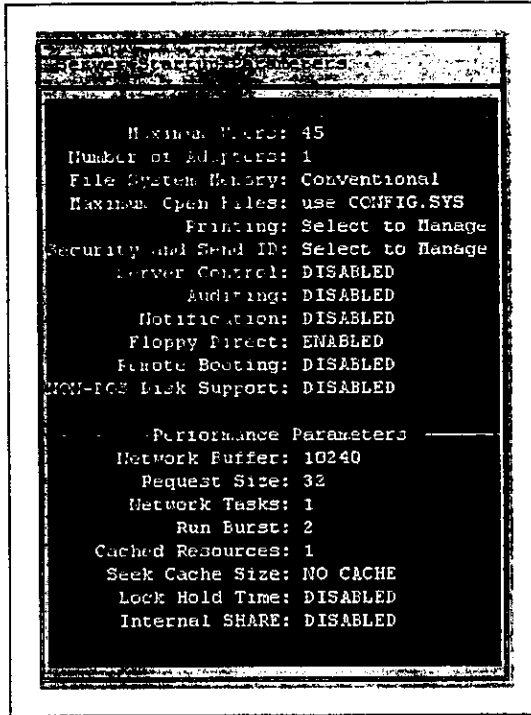 Server Startup Parameters
Maximum Users: 45
Number of Adapters: 1
File System Memory: Conventional
Maximum Open Files: use CONFIG.SYS
Printing: Select to Manage
Security and Send ID: Select to Manage
Server Control: DISABLED
Auditing: DISABLED
Notification: DISABLED
Floppy Direct: ENABLED
Remote Booting: DISABLED
NON-DOS Disk Support: DISABLED
Performance Parameters
Network Buffer: 10240
Request Size: 32
Network Tasks: 1
Run Burst: 2
Cached Resources: 1
Seek Cache Size: NO CACHE
Lock Hold Time: DISABLED
Internal SHARE: DISABLED